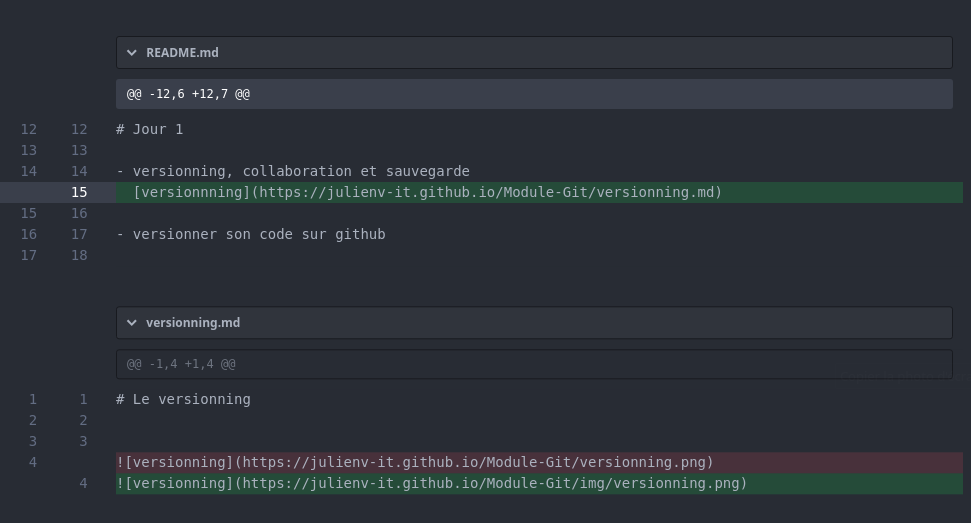 README.md
@@ -12,6 +12,7 @@
12 12 # Jour 1
13 13
14 14 - versionning, collaboration et sauvegarde
15 [versionnning](https://julienv-it.github.io/Module-Git/versionning.md)
15 16
16 17 - versionner son code sur github
17 18
versionning.md
@@ -1,4 +1,4 @@
1 1 # Le versionning
2 2
3 3
4 ![versionning](https://julienv-it.github.io/Module-Git/versionning.png)
4 ![versionning](https://julienv-it.github.io/Module-Git/img/versionning.png)